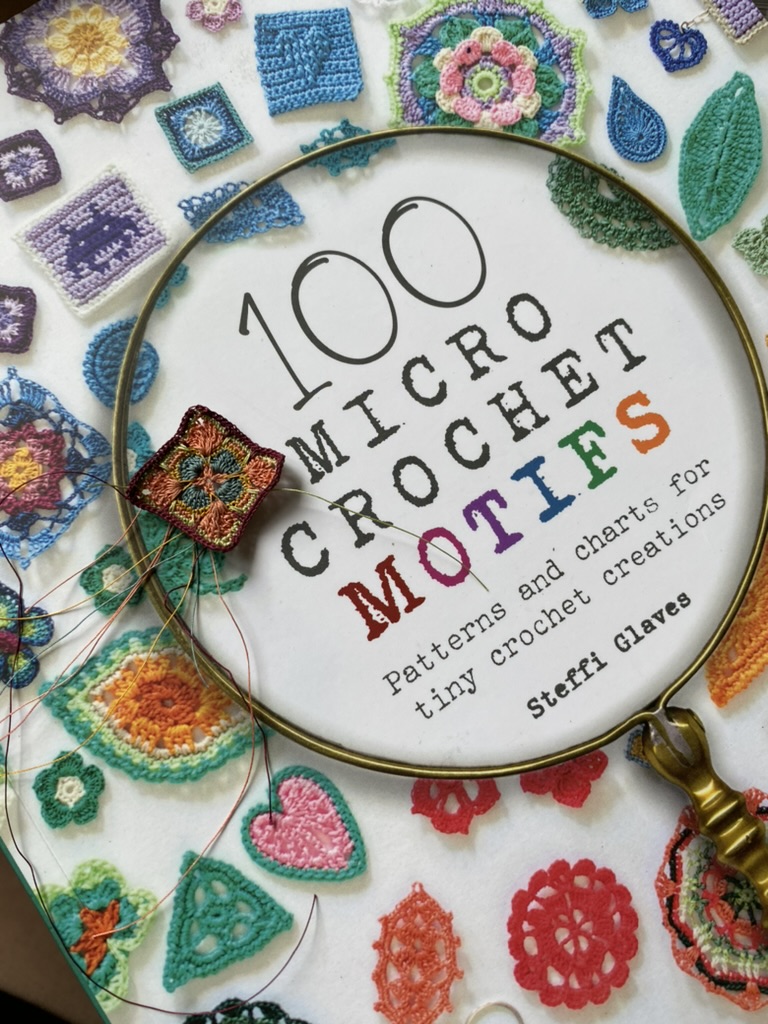 100
MICRO
CROCHET
MOTIFS
Patterns and charts for
tiny crochet creations
Steffi Glaves